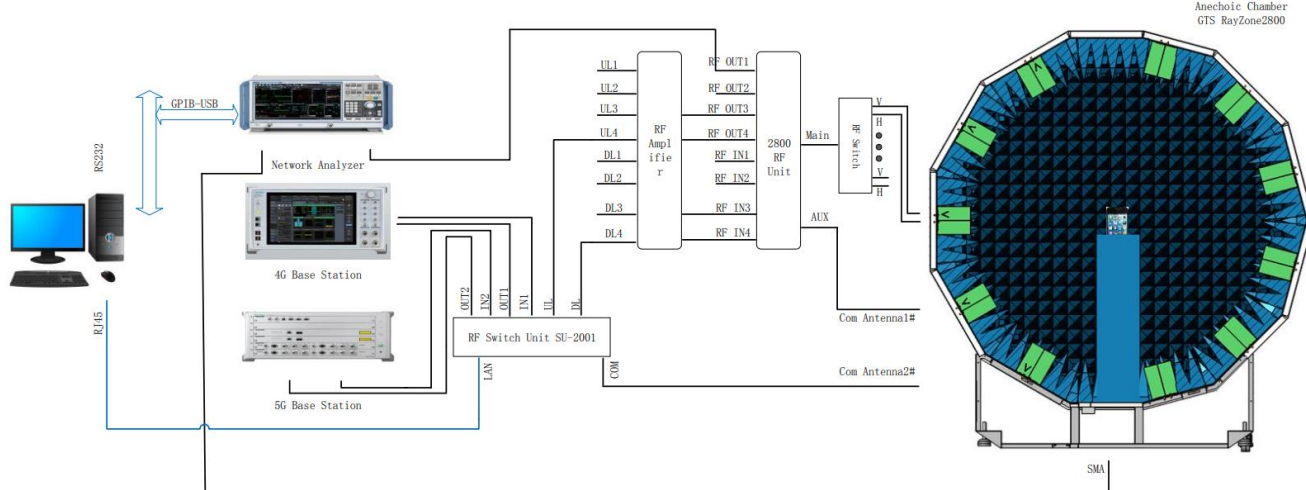 Anechoic Chamber
GTS RayZone2800
GPIB-USB
RS232
Network Analyzer
4G Base Station
5G Base Station
RJ45
OUT2
IN2
OUT1
IN1
UL
DL
RF Switch Unit SU-2001
LAN
COM
UL1
UL2
UL3
UL4
DL1
DL2
DL3
DL4
RF
Ampl
ifie
r
RF OUT1
RF OUT2
RF OUT3
RF OUT4
RF IN1
RF IN2
RF IN3
RF IN4
2800
RF
Unit
Main
AUX
RF Switch
V
H
V
H
Com Antenna1#
Com Antenna2#
V
V
V
V
V
SMA